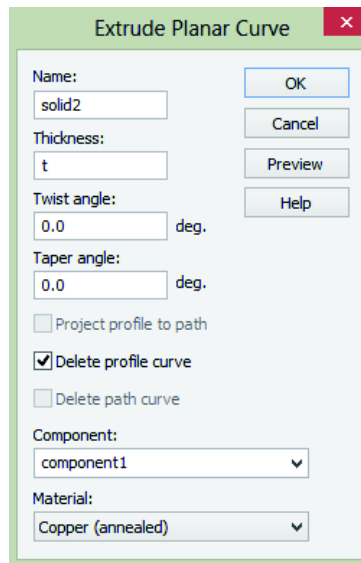 Extrude Planar Curve
Name:
solid2
OK
Cancel
Thickness:
t
Preview
Twist angle:
0.0 deg.
Help
Taper angle:
0.0 deg.
Project profile to path
Delete profile curve
Delete path curve
Component:
component1
Material:
Copper (annealed)